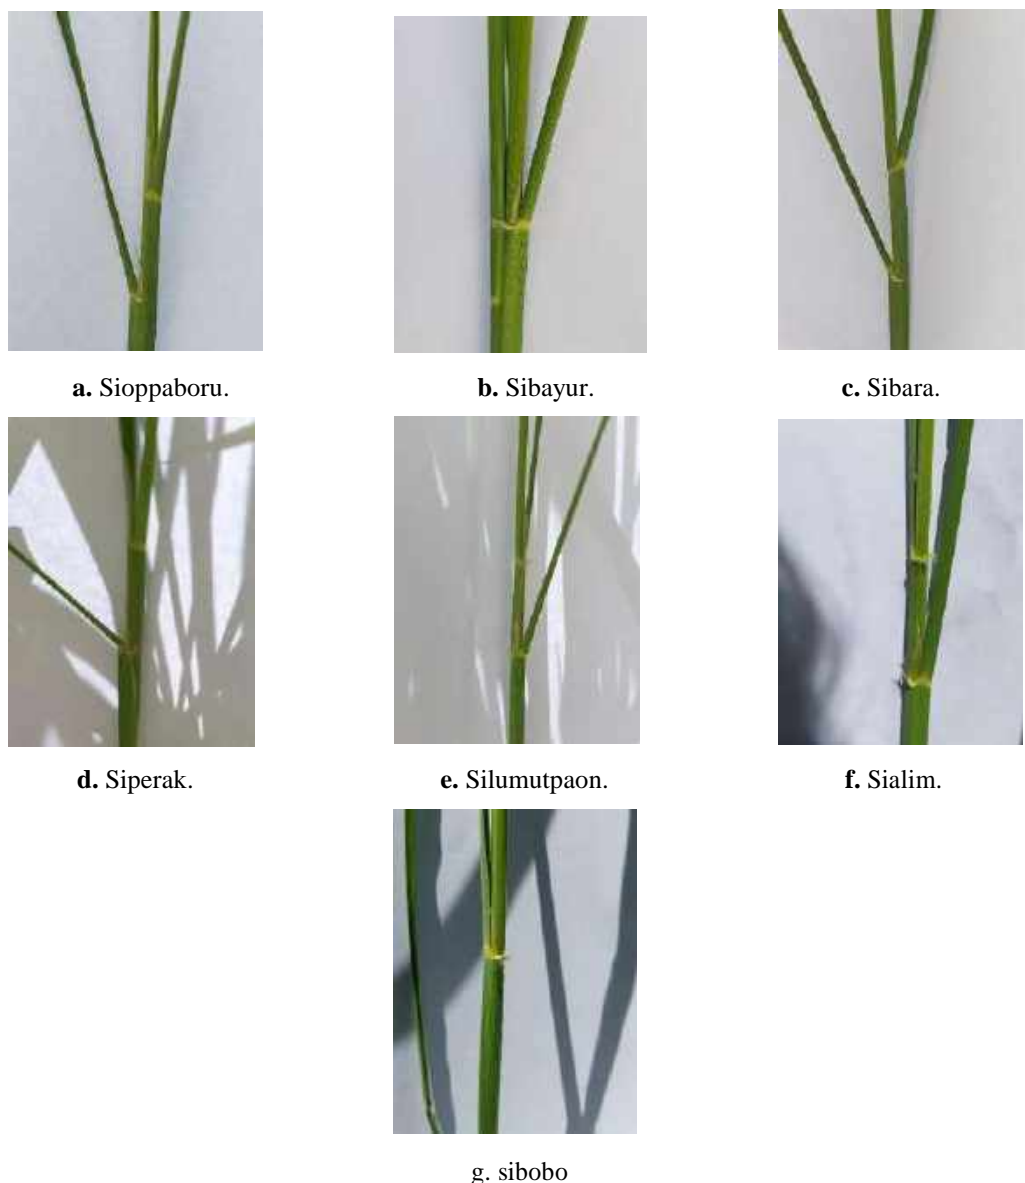 a. Sioppaboru.
b. Sibayur.
c. Sibara.
d. Siperak.
e. Silumutpaon.
f. Sialim.
g. sibobo